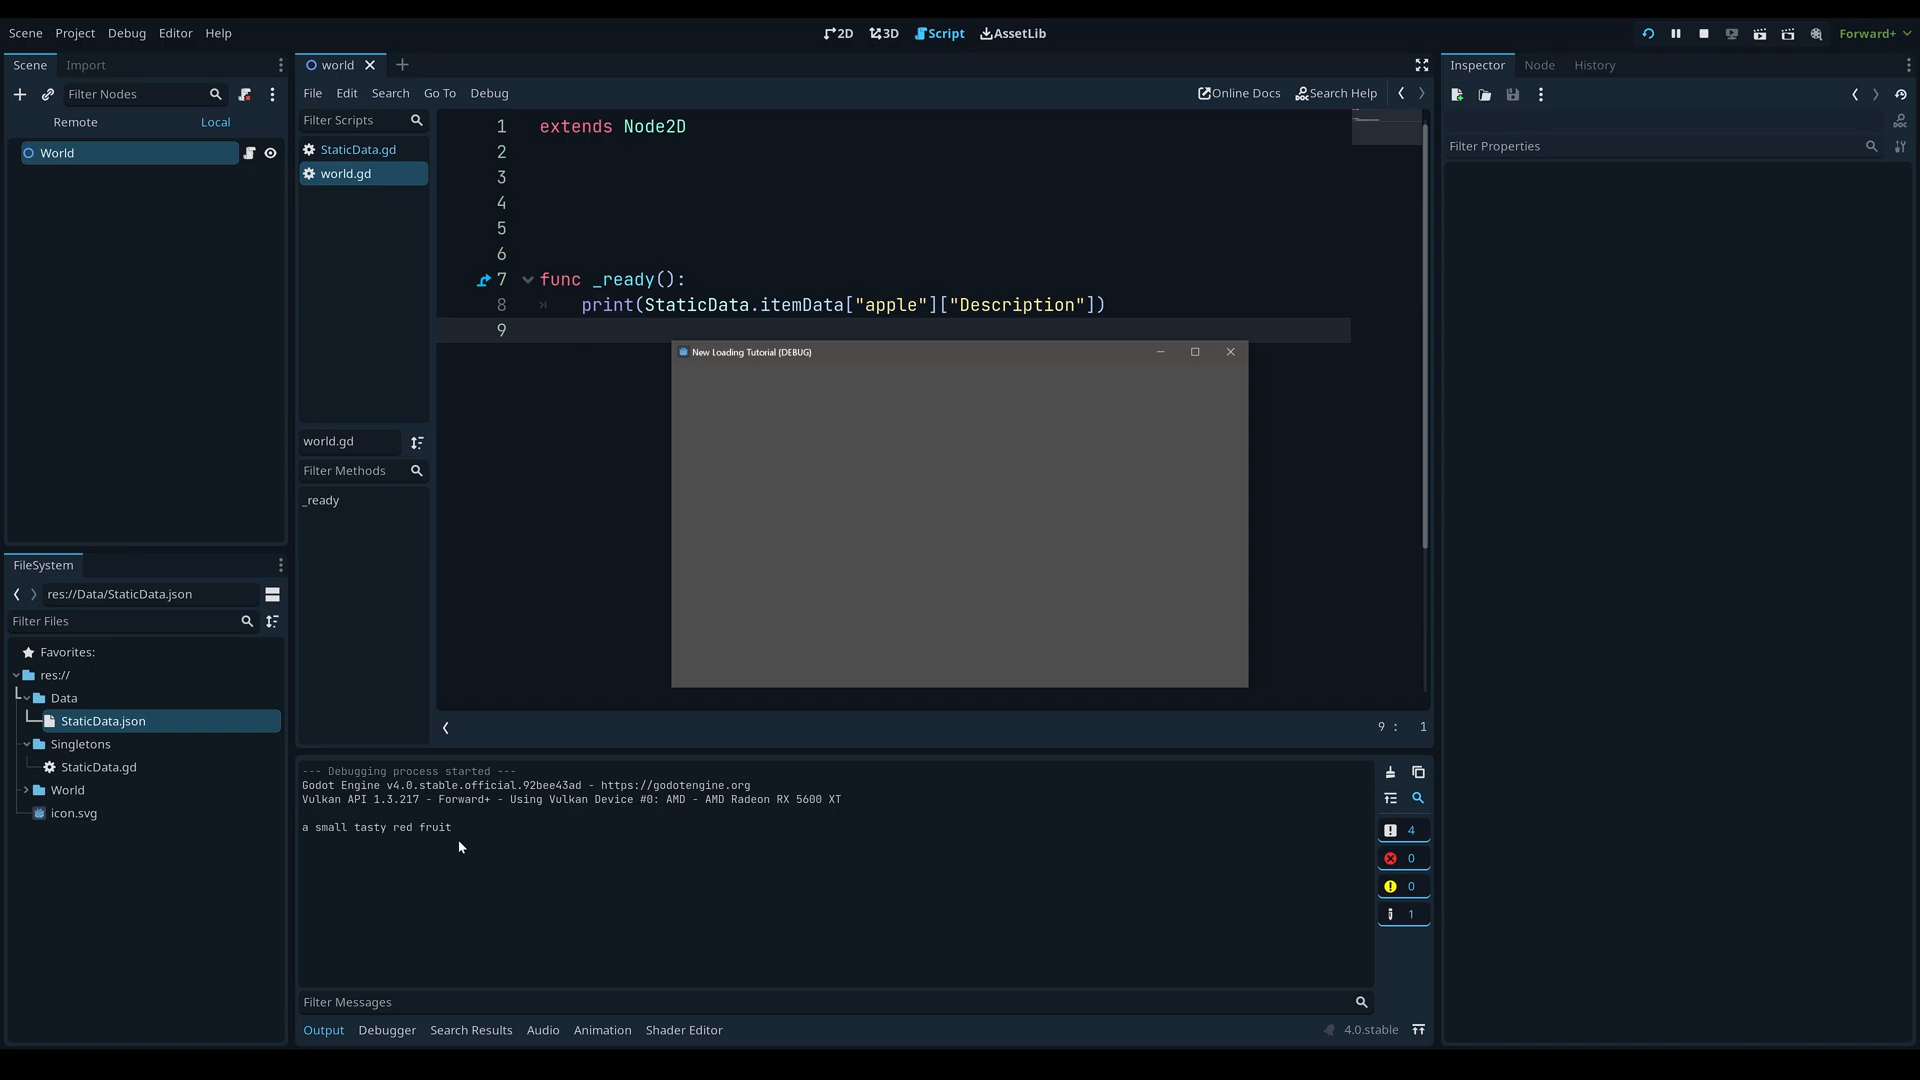 Scene Project Debug Editor Help
2D 3D Script AssetLib
Forward+
Scene Import
Filter Nodes
Remote Local
World
FileSystem
res://Data/StaticData.json
Filter Files
Favorites:
res://
Data
StaticData.json
Singletons
StaticData.gd
World
icon.svg
world
File Edit Search Go To Debug
Online Docs Search Help
Filter Scripts
StaticData.gd
world.gd
world.gd
Filter Methods
_ready
1 extends Node2D
2
3
4
5
6
7 func _ready():
8 print(StaticData.itemData["apple"]["Description"])
9
New Loading Tutorial (DEBUG)
9 : 1
--- Debugging process started ---
Godot Engine v4.0.stable.official.92bee43ad - https://godotengine.org
Vulkan API 1.3.217 - Forward+ - Using Vulkan Device #0: AMD - AMD Radeon RX 5600 XT
a small tasty red fruit
4
0
0
1
Filter Messages
Output Debugger Search Results Audio Animation Shader Editor
4.0.stable
Inspector Node History
Filter Properties